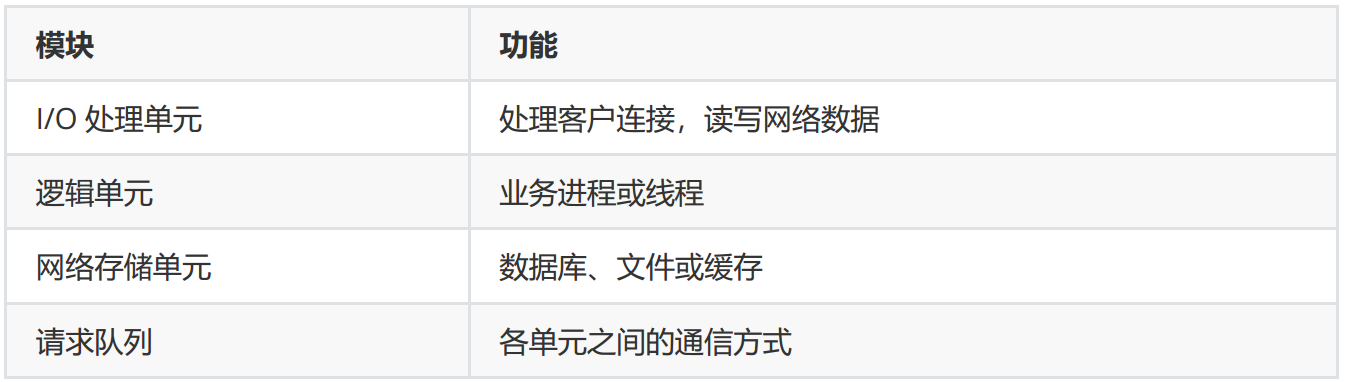 模块 功能
I/O 处理单元 处理客户连接，读写网络数据
逻辑单元 业务进程或线程
网络存储单元 数据库、文件或缓存
请求队列 各单元之间的通信方式